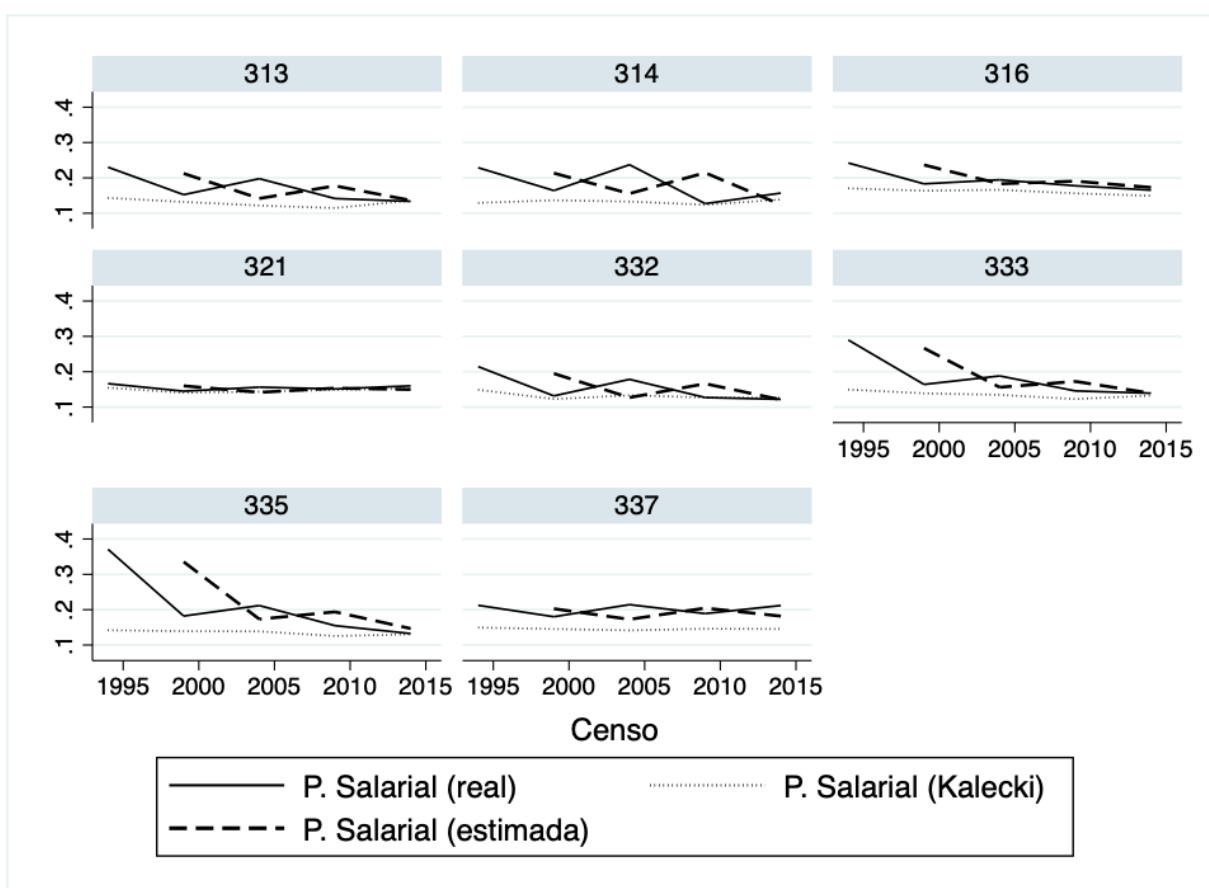 313 314 316
.4
.3
.2
.1
321 332 333
.4
.3
.2
.1
1995 2000 2005 2010 2015
335 337
.4
.3
.2
.1
1995 2000 2005 2010 2015 1995 2000 2005 2010 2015
Censo
P. Salarial (real) P. Salarial (Kalecki)
P. Salarial (estimada)